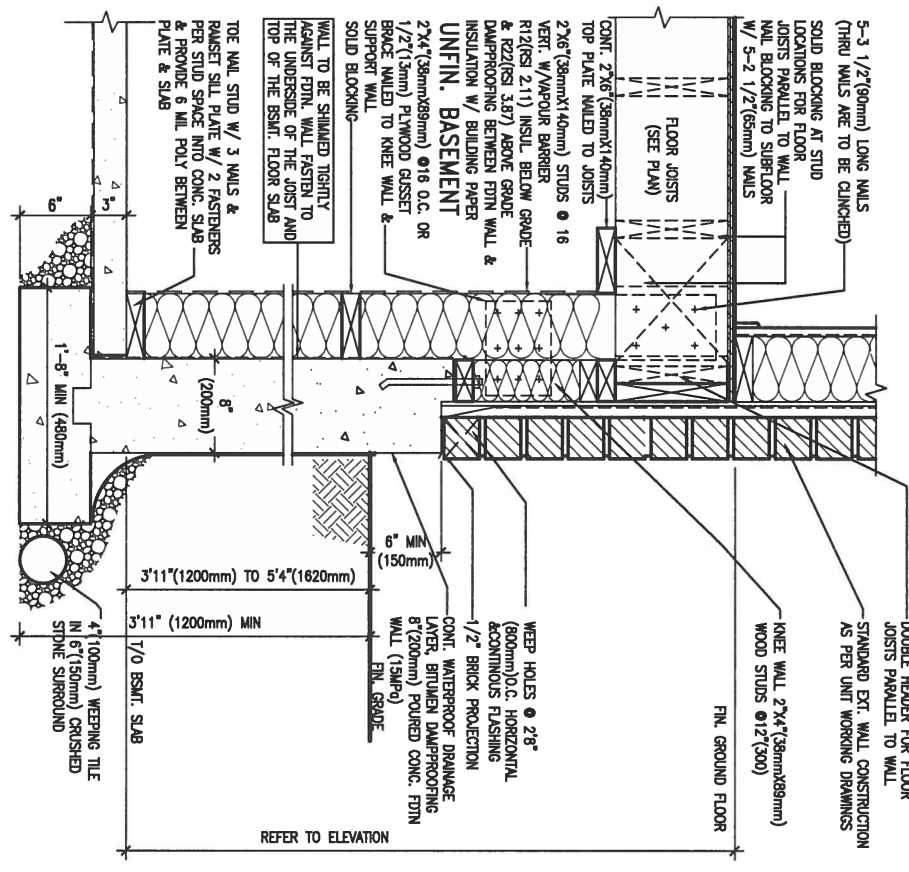 5-3 1/2"(90mm) LONG NAILS
(THRU NAILS ARE TO BE CLINCHED)
SOLID BLOCKING AT STUD
LOCATIONS FOR FLOOR
JOISTS PARALLEL TO WALL
NAIL BLOCKING TO SUBFLOOR
W/ 5-2 1/2"(65mm) NAILS
FLOOR JOISTS
(SEE PLAN)
CONT. 2"X6"(38mmX140mm)
TOP PLATE NAILED TO JOISTS
2"X6"(38mmX140mm) STUDS @ 16
VERT. W/VAPOUR BARRIER
R12(RSI 2.11) INSUL BELOW GRADE
& R22(RSI 3.87) ABOVE GRADE
DAMPROOFING BETWEEN FDTN WALL &
INSULATION W/ BUILDING PAPER
UNFIN. BASEMENT
2"X4"(38mmX89mm) @16 O.C. OR
1/2"(13mm) PLYWOOD GUSSET
BRACE NAILED TO KNEE WALL &
SUPPORT WALL
SOLID BLOCKING
WALL TO BE SHIMMED TIGHTLY
AGAINST FDTN. WALL FASTEN TO
THE UNDERSIDE OF THE JOIST AND
TOP OF THE BSMT. FLOOR SLAB
TOE NAIL STUD W/ 3 NAILS &
RAMSET SILL PLATE W/ 2 FASTENERS
PER STUD SPACE INTO CONC. SLAB
& PROVIDE 6 MIL POLY BETWEEN
PLATE & SLAB
6"
3"
8"
(200mm)
1'-8" MIN (480mm)
DOUBLE HEADER FOR FLOOR
JOISTS PARALLEL TO WALL
STANDARD EXT. WALL CONSTRUCTION
AS PER UNIT WORKING DRAWINGS
KNEE WALL 2"X4"(38mmX89mm)
WOOD STUDS @12"(300)
FIN. GROUND FLOOR
WEEP HOLES @ 2'8"
(800mm)O.C. HORIZONTAL
&CONTINOUS FLASHING
1/2" BRICK PROJECTION
CONT. WATERPROOF DRAINAGE
LAYER, BITUMEN DAMPPROOFING
8"(200mm) POURED CONC. FDTN
WALL (15MPa)
FIN. GRADE
6" MIN
(150mm)
3'11"(1200mm) TO 5'4"(1620mm)
3'11" (1200mm) MIN
T/O BSMT. SLAB
4"(100mm) WEEPING TILE
IN 6"(150mm) CRUSHED
STONE SURROUND
REFER TO ELEVATION